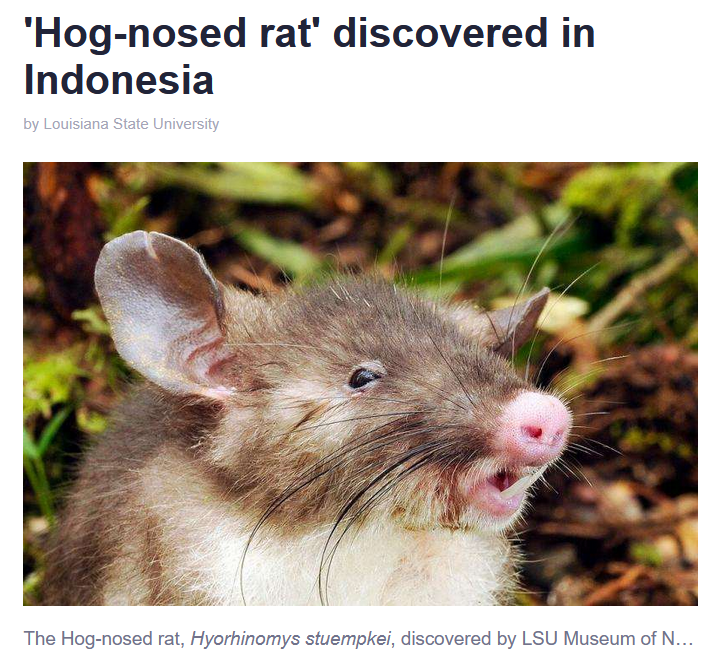 'Hog-nosed rat' discovered in
Indonesia
by Louisiana State University
The Hog-nosed rat, Hyorhinomys stuempkei, discovered by LSU Museum of N...